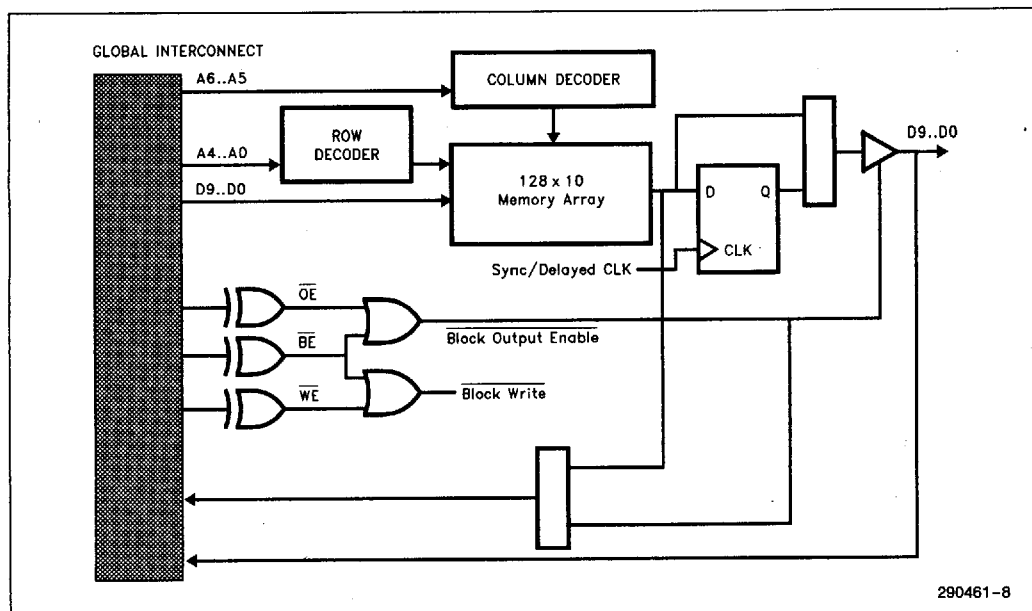 GLOBAL INTERCONNECT
A6..A5
COLUMN DECODER
ROW
DECODER
A4..A0
D9..D0
128 x 10
Memory Array
D
Q
CLK
Sync/Delayed CLK
D9..D0
OE
BE
WE
Block Output Enable
Block Write
290461-8